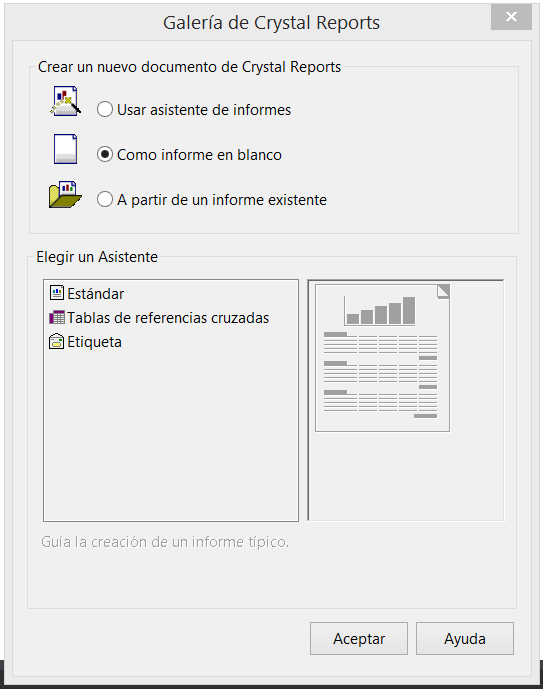 Galería de Crystal Reports
Crear un nuevo documento de Crystal Reports
Usar asistente de informes
Como informe en blanco
A partir de un informe existente
Elegir un Asistente
Estándar
Tablas de referencias cruzadas
Etiqueta
Guía la creación de un informe típico.
Aceptar Ayuda